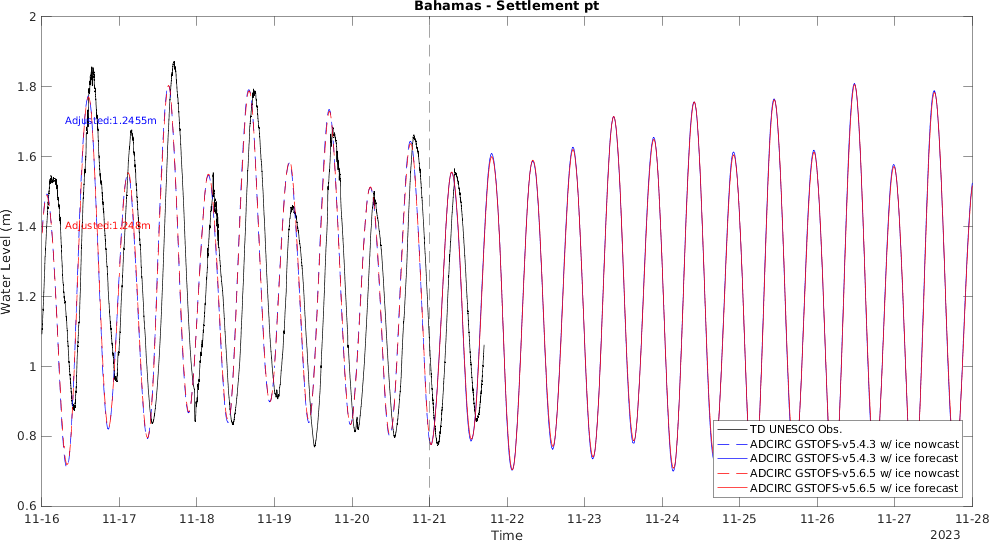 Bahamas - Settlement pt
2
1.8
1.6
1.4
1.2
1
0.8
0.6
Water Level (m)
Adjusted:1.2455m
Adjusted:1.248m
TD UNESCO Obs.
ADCIRC GSTOFS-v5.4.3 w/ ice nowcast
ADCIRC GSTOFS-v5.4.3 w/ ice forecast
ADCIRC GSTOFS-v5.6.5 w/ ice nowcast
ADCIRC GSTOFS-v5.6.5 w/ ice forecast
11-16 11-17 11-18 11-19 11-20 11-21 11-22 11-23 11-24 11-25 11-26 11-27 11-28
Time
2023